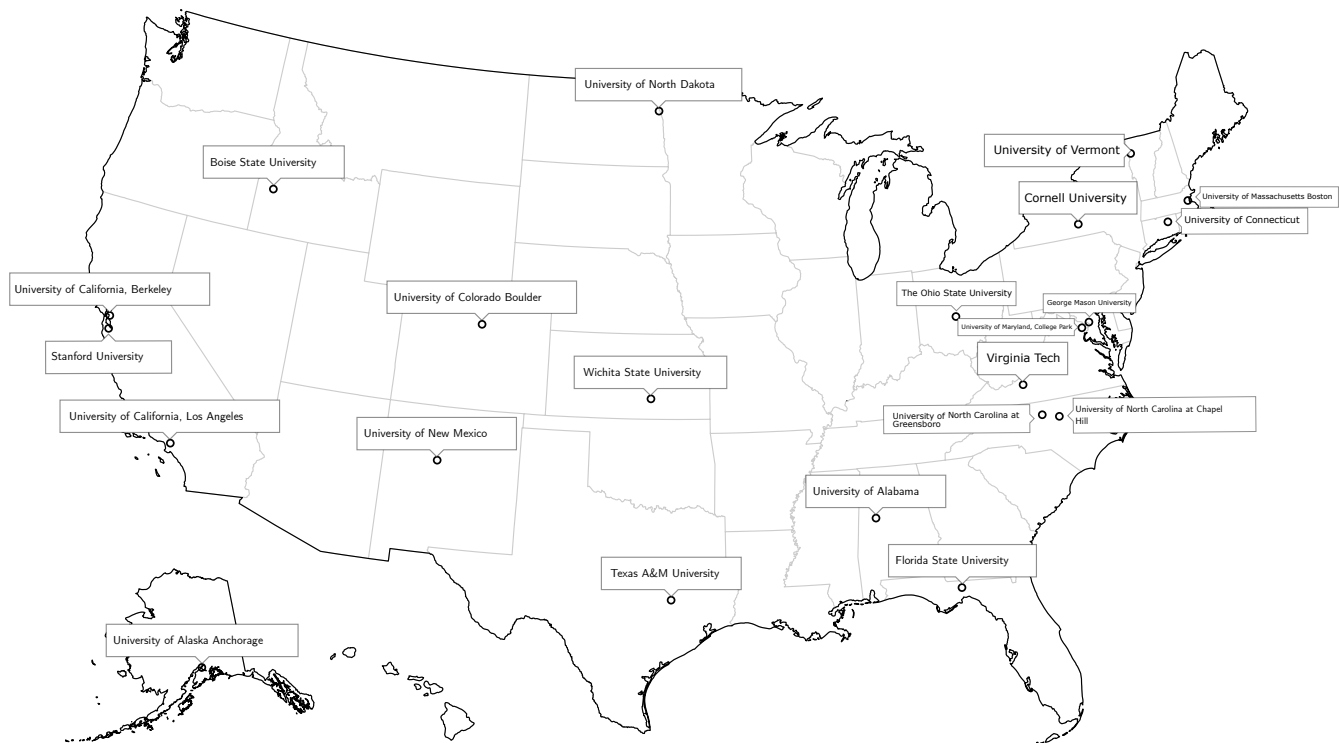 University of North Dakota
University of Vermont
Boise State University
Cornell University
University of Massachusetts Boston
University of Connecticut
University of California, Berkeley
University of Colorado Boulder
The Ohio State University
George Mason University
University of Maryland, College Park
Stanford University
Virginia Tech
Wichita State University
University of California, Los Angeles
University of North Carolina at
Greensboro
University of North Carolina at Chapel
Hill
University of New Mexico
University of Alabama
Florida State University
Texas A&M University
University of Alaska Anchorage